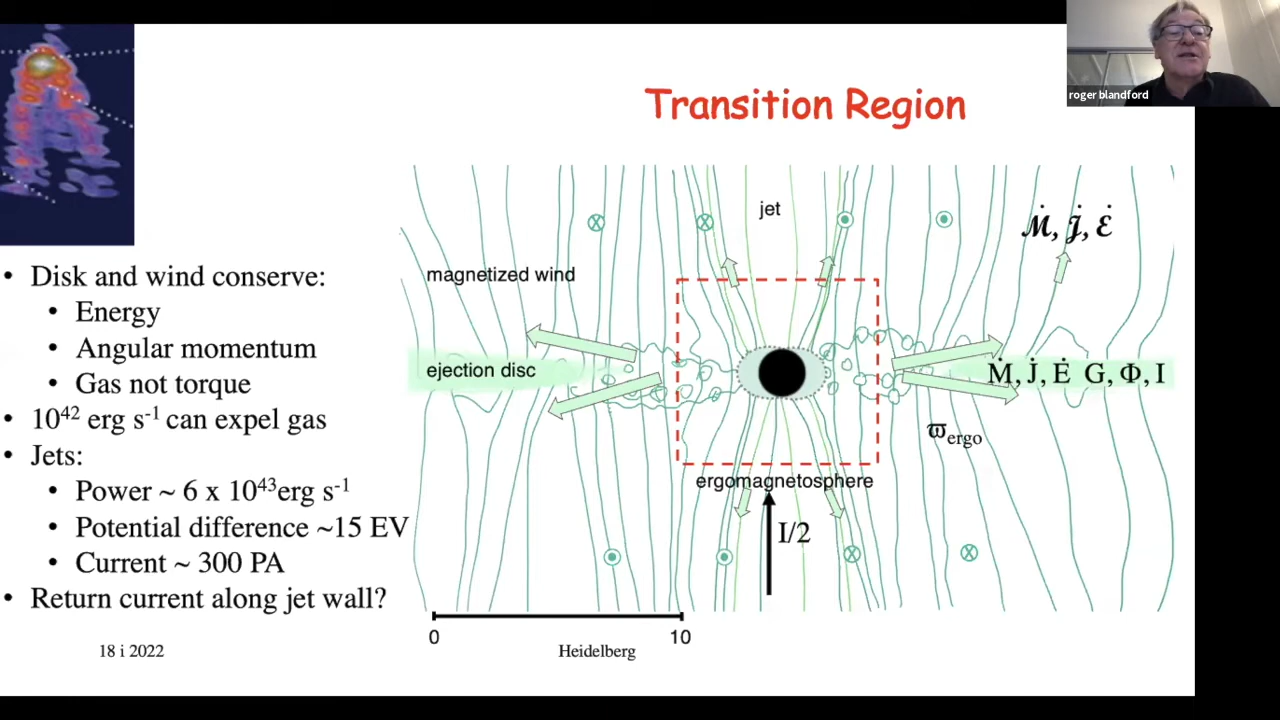 roger blandford
Transition Region
• Disk and wind conserve:
• Energy
• Angular momentum
• Gas not torque
• 10⁴² erg s⁻¹ can expel gas
• Jets:
• Power ~ 6 x 10⁴³erg s⁻¹
• Potential difference ~15 EV
• Current ~ 300 PA
• Return current along jet wall?
jet
Ṁ, J̇, Ė
magnetized wind
ejection disc
Ṁ, J̇, Ė G, Φ, I
ϖergo
ergomagnetosphere
I/2
0 10
18 i 2022
Heidelberg